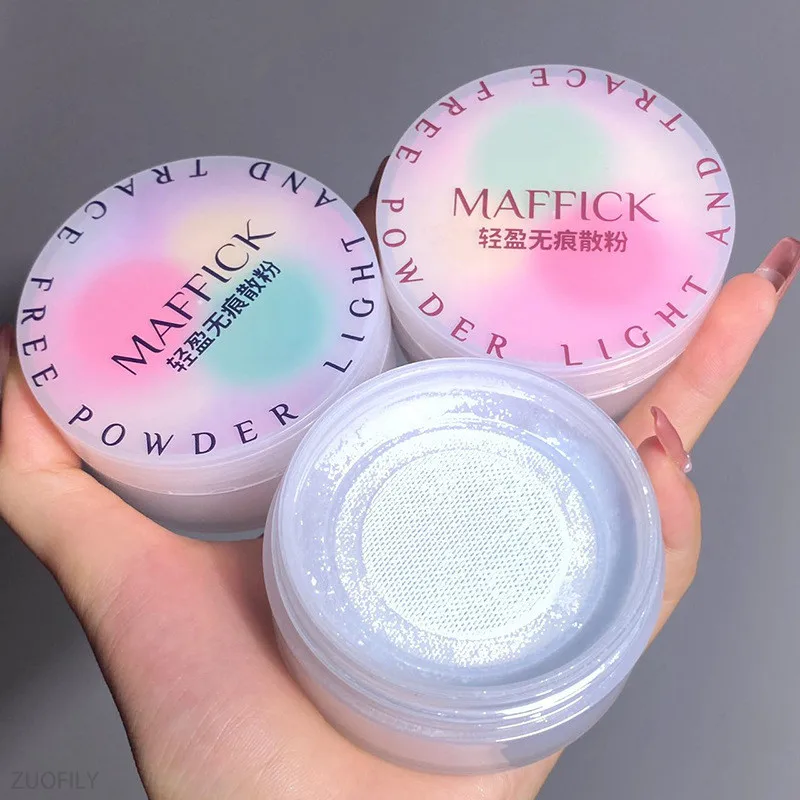 MAFFICK
轻盈无痕散粉
LIGHT AND TRACE FREE POWDER
MAFFICK
轻盈无痕散粉
LIGHT AND TRACE FREE POWDER
ZUOFILY